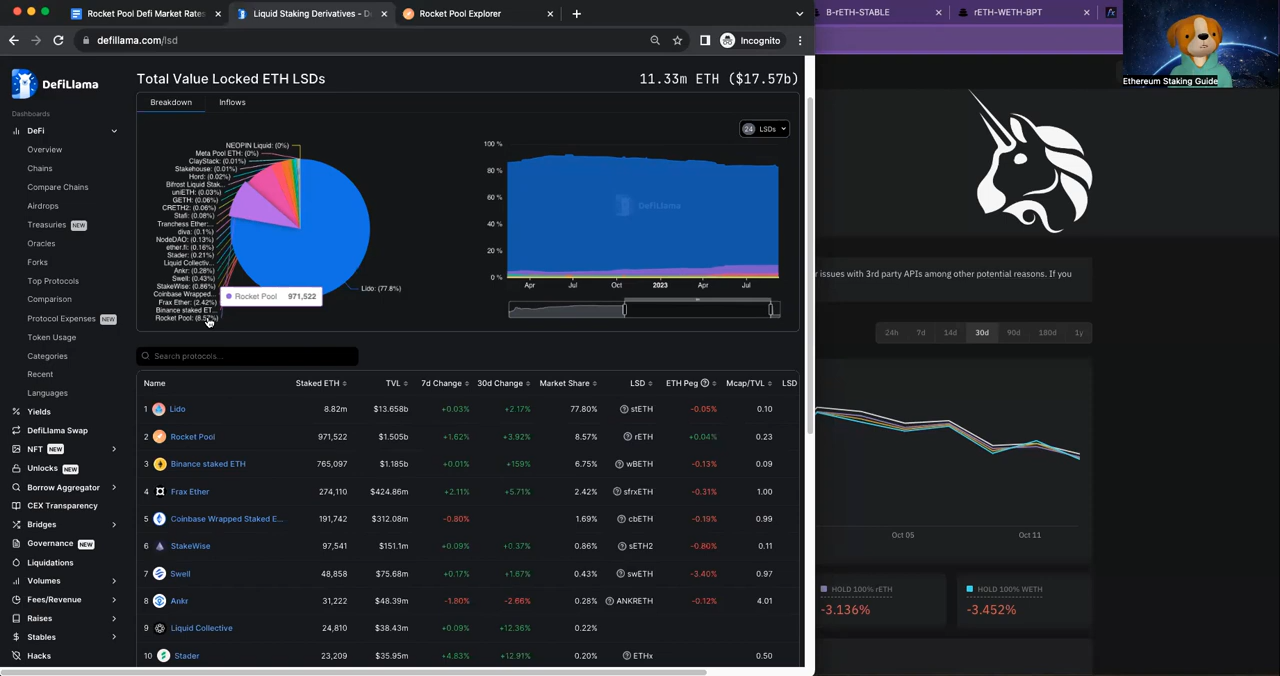 Rocket Pool Defi Market Rates
Liquid Staking Derivatives - D
Rocket Pool Explorer
B-rETH-STABLE
rETH-WETH-BPT
defillama.com/lsd
Incognito
Ethereum Staking Guide
DefiLlama
Dashboards
DeFi
Overview
Chains
Compare Chains
Airdrops
Treasuries NEW
Oracles
Forks
Top Protocols
Comparison
Protocol Expenses NEW
Token Usage
Categories
Recent
Languages
Yields
DefiLlama Swap
NFT NEW
Unlocks NEW
Borrow Aggregator
CEX Transparency
Bridges
Governance NEW
Liquidations
Volumes
Fees/Revenue
Raises
Stables
Hacks
Total Value Locked ETH LSDs
11.33m ETH ($17.57b)
Breakdown Inflows
24 LSDs
NEOPIN Liquid: (0%)
Meta Pool ETH: (0%)
ClayStack: (0.01%)
Stakehouse: (0.01%)
Hord: (0.02%)
Bifrost Liquid Stak...
uniETH: (0.03%)
GETH: (0.06%)
CRETH2: (0.06%)
Stafi: (0.08%)
Tranchess Ether:...
diva: (0.1%)
NodeDAO: (0.13%)
ether.fi: (0.16%)
Stader: (0.21%)
Liquid Collectiv...
Ankr: (0.28%)
Swell: (0.43%)
StakeWise: (0.86%)
Coinbase Wrapped...
Frax Ether: (2.42%)
Binance staked ET...
Rocket Pool: (8.57%)
Lido: (77.8%)
Rocket Pool 971,522
100 %
80 %
60 %
40 %
20 %
0 %
DefiLlama
Apr Jul Oct 2023 Apr Jul
Search protocols...
Name Staked ETH TVL 7d Change 30d Change Market Share LSD ETH Peg Mcap/TVL LSD
1 Lido 8.82m $13.658b +0.03% +2.17% 77.80% stETH -0.05% 0.10
2 Rocket Pool 971,522 $1.505b +1.62% +3.92% 8.57% rETH +0.04% 0.23
3 Binance staked ETH 765,097 $1.185b +0.01% +159% 6.75% wBETH -0.13% 0.09
4 Frax Ether 274,110 $424.86m +2.11% +5.71% 2.42% sfrxETH -0.31% 1.00
5 Coinbase Wrapped Staked E... 191,742 $312.08m -0.80% 1.69% cbETH -0.19% 0.99
6 StakeWise 97,541 $151.1m +0.09% +0.37% 0.86% sETH2 -0.80% 0.11
7 Swell 48,858 $75.68m +0.17% +1.67% 0.43% swETH -3.40% 0.97
8 Ankr 31,222 $48.39m -1.80% -2.66% 0.28% ANKRETH -0.12% 4.01
9 Liquid Collective 24,810 $38.43m +0.09% +12.36% 0.22%
10 Stader 23,209 $35.95m +4.83% +12.91% 0.20% ETHx 0.50
r issues with 3rd party APIs among other potential reasons. If you
24h 7d 14d 30d 90d 180d 1y
Oct 05 Oct 11
HOLD 100% rETH
-3.136%
HOLD 100% WETH
-3.452%